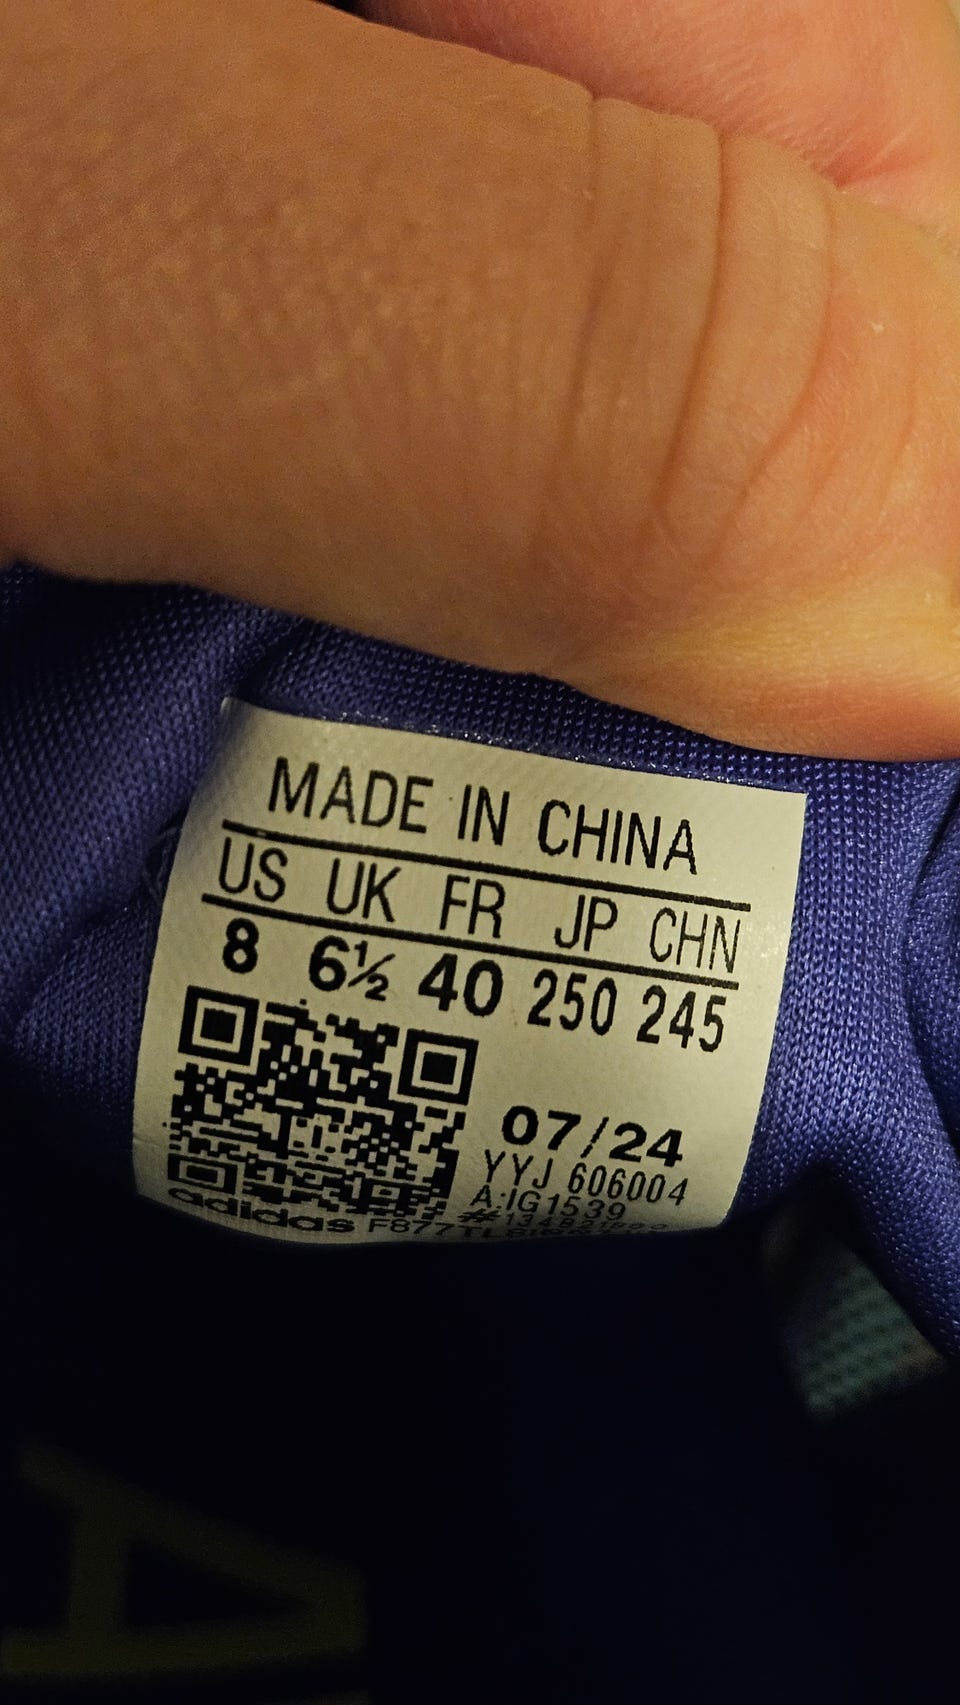 MADE IN CHINA
US UK FR JP CHN
8 6½ 40 250 245
07/24
YYJ 606004
A:IG1539
adidas
A